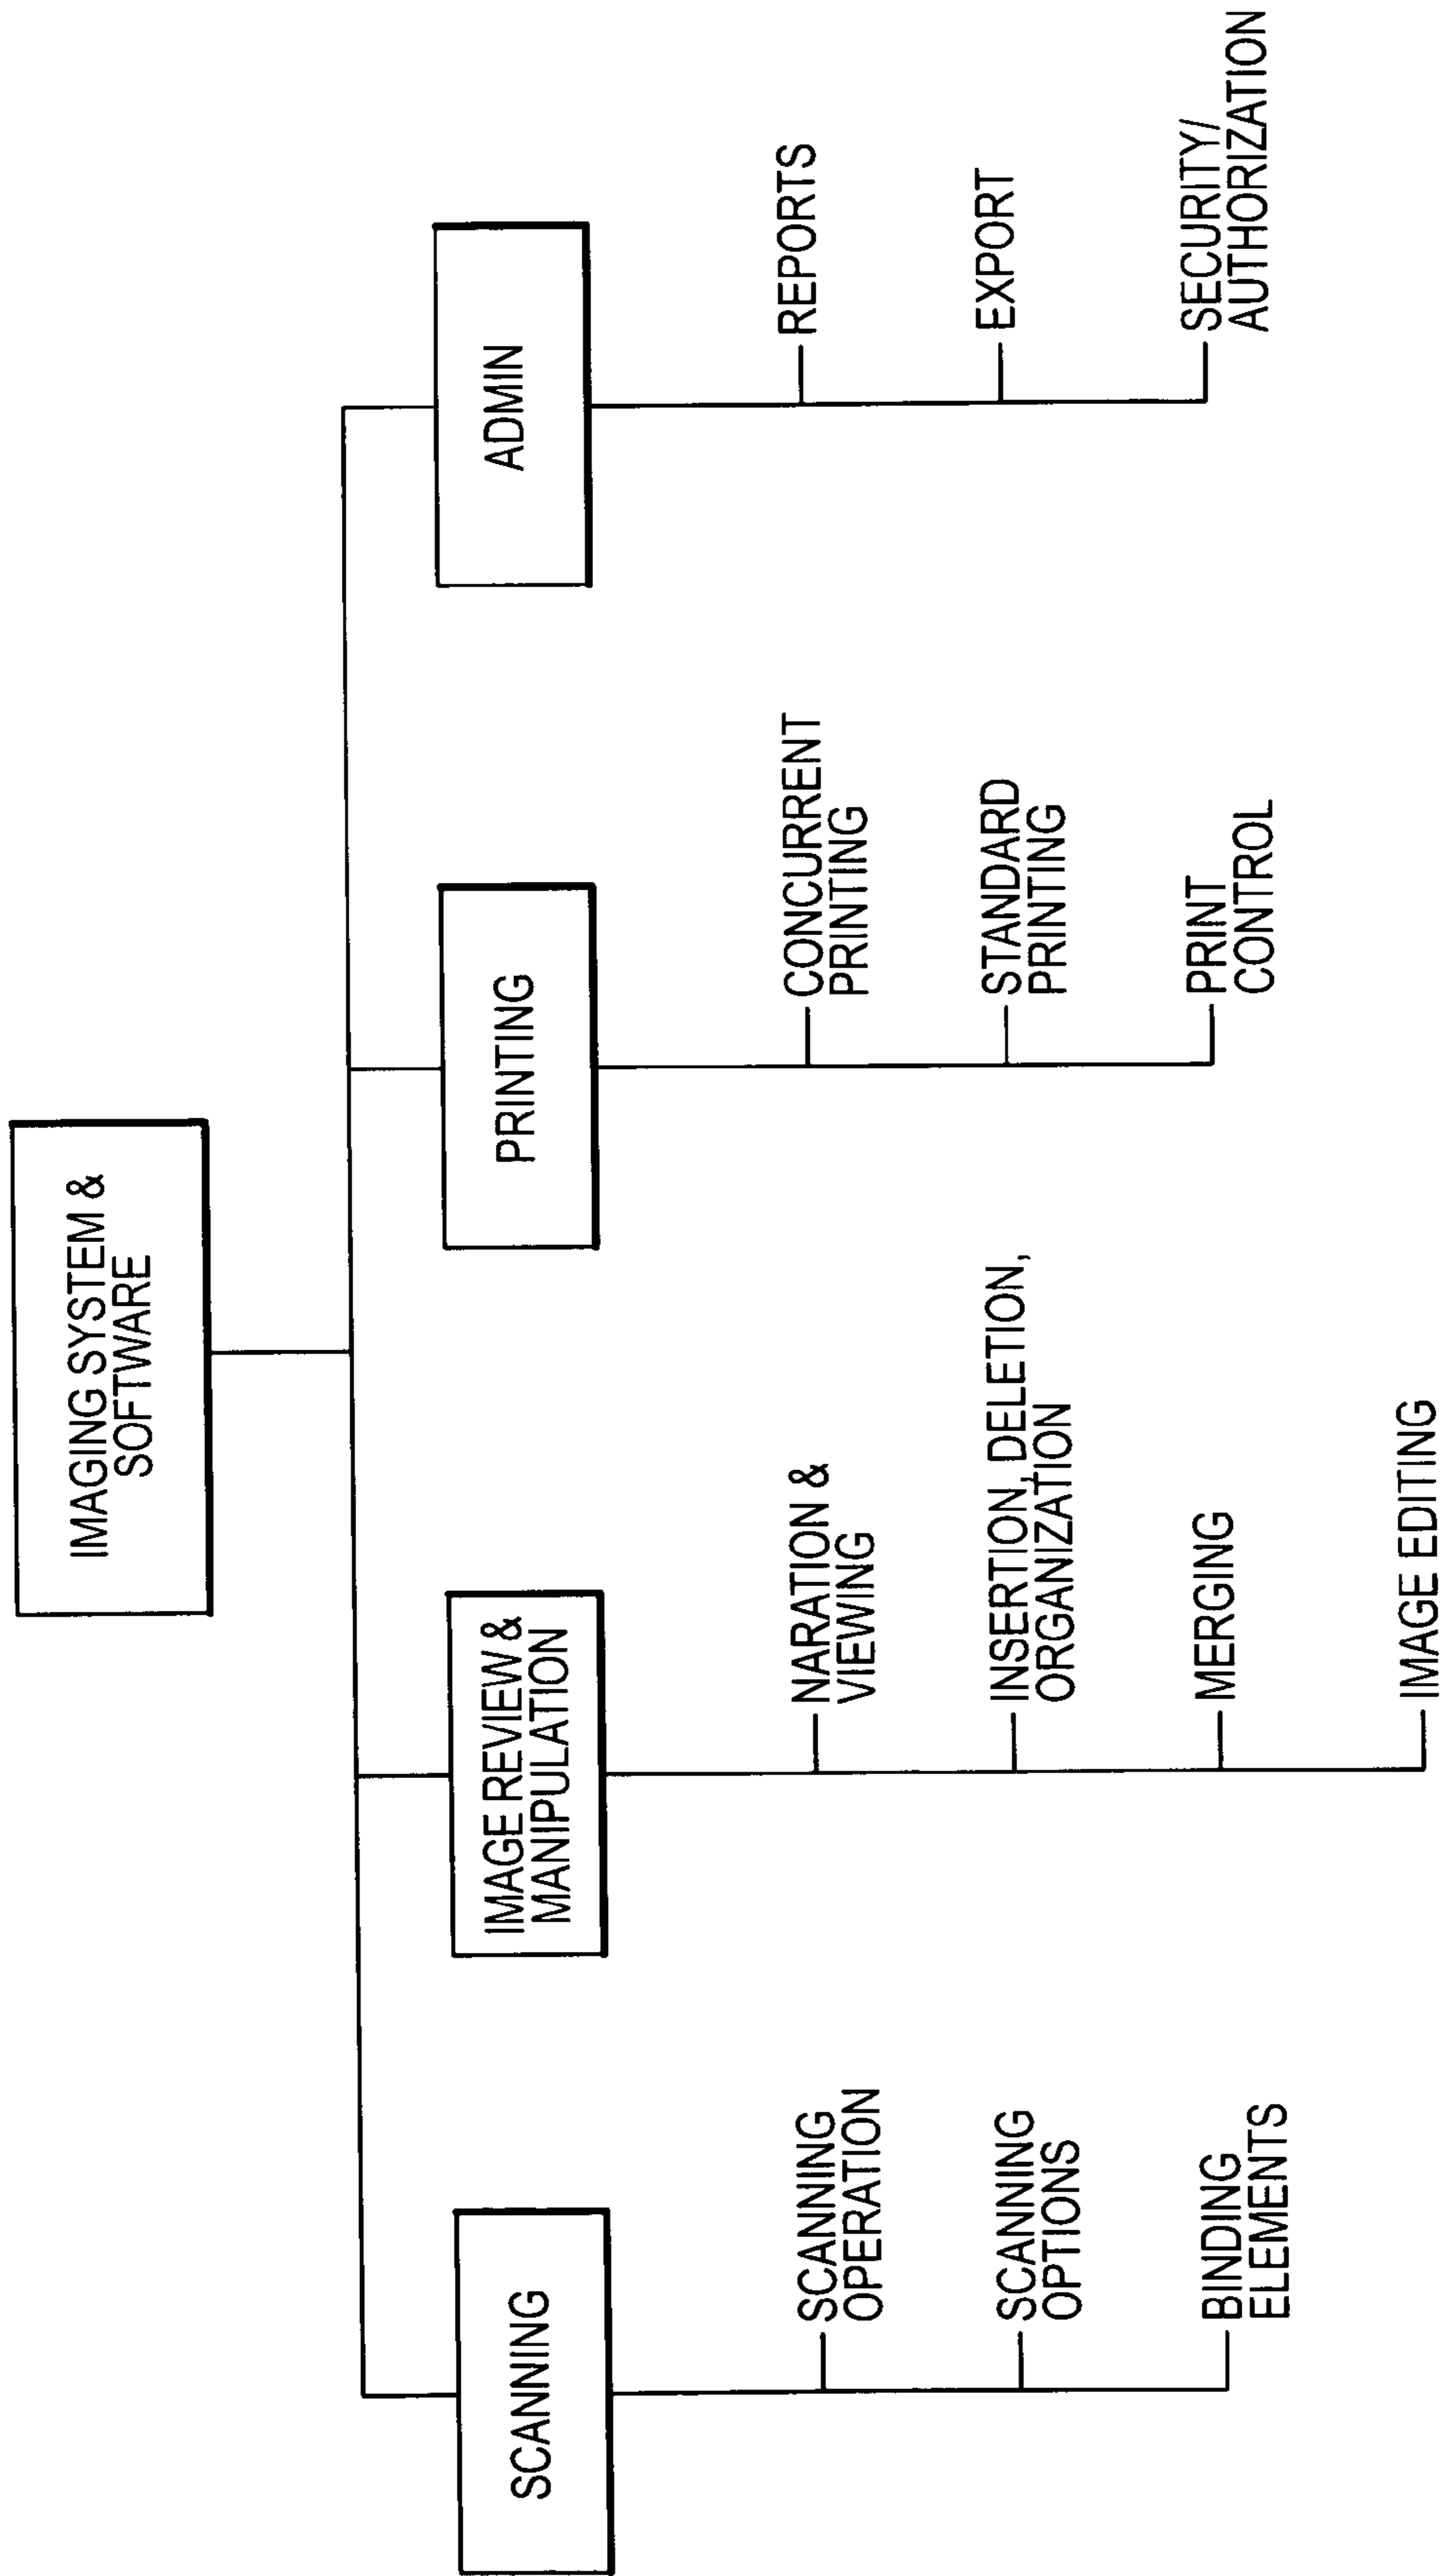 IMAGING SYSTEM &
SOFTWARE
SCANNING
SCANNING
OPERATION
SCANNING
OPTIONS
BINDING
ELEMENTS
IMAGE REVIEW &
MANIPULATION
NARATION &
VIEWING
INSERTION, DELETION,
ORGANIZATION
MERGING
IMAGE EDITING
PRINTING
CONCURRENT
PRINTING
STANDARD
PRINTING
PRINT
CONTROL
ADMIN
REPORTS
EXPORT
SECURITY/
AUTHORIZATION